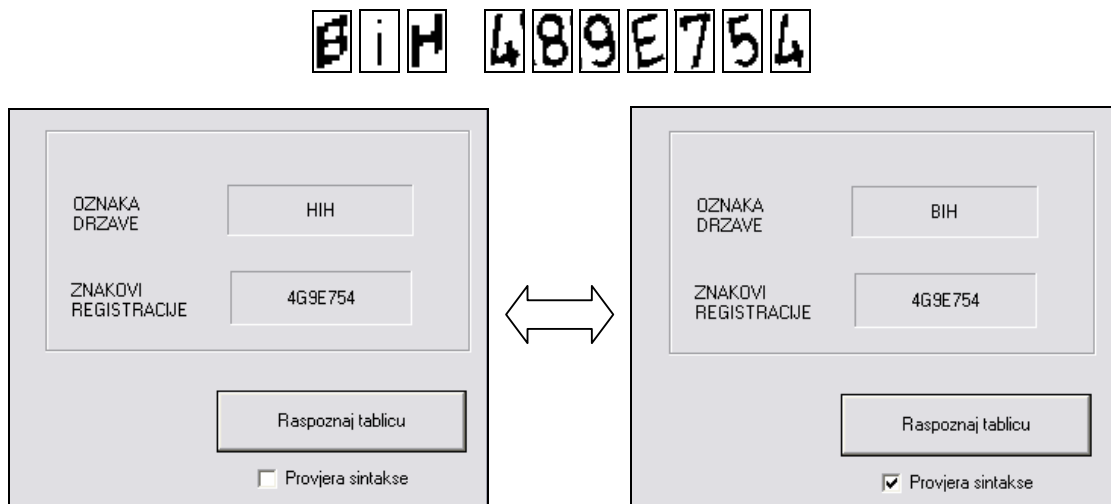 BiH 489E754
OZNAKA
DRZAVE
HIH
ZNAKOVI
REGISTRACIJE
4G9E754
Raspoznaj tablicu
Provjera sintakse
OZNAKA
DRZAVE
BIH
ZNAKOVI
REGISTRACIJE
4G9E754
Raspoznaj tablicu
Provjera sintakse